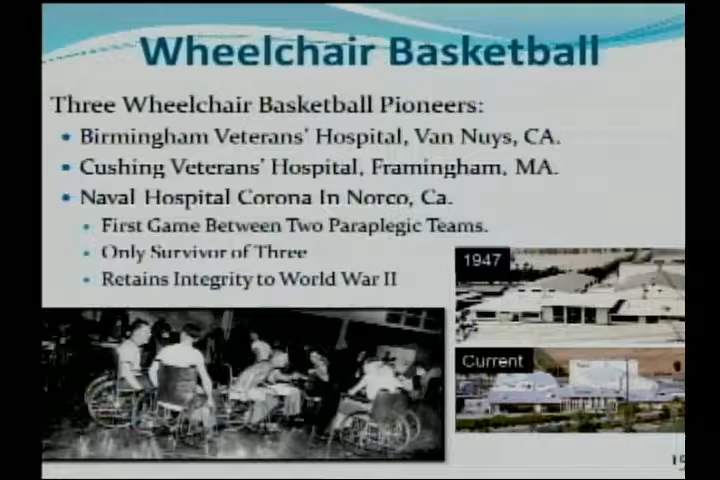 Wheelchair Basketball
Three Wheelchair Basketball Pioneers:
• Birmingham Veterans' Hospital, Van Nuys, CA.
• Cushing Veterans' Hospital, Framingham, MA.
• Naval Hospital Corona In Norco, Ca.
• First Game Between Two Paraplegic Teams.
• Only Survivor of Three
• Retains Integrity to World War II
1947
Current